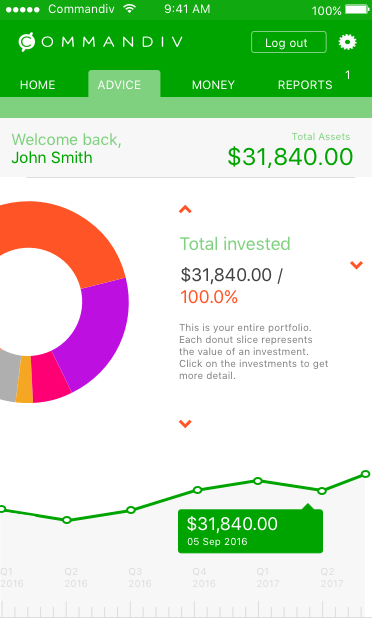 Commandiv 9:41 AM 100%
COMMANDIV Log out
1
HOME ADVICE MONEY REPORTS
Welcome back, Total Assets
John Smith $31,840.00
Total invested
$31,840.00 /
100.0%
This is your entire portfolio.
Each donut slice represents
the value of an investment.
Click on the investments to get
more detail.
$31,840.00
05 Sep 2016
Q1 Q2 Q3 Q4 Q1 Q2
2016 2016 2016 2016 2017 2017